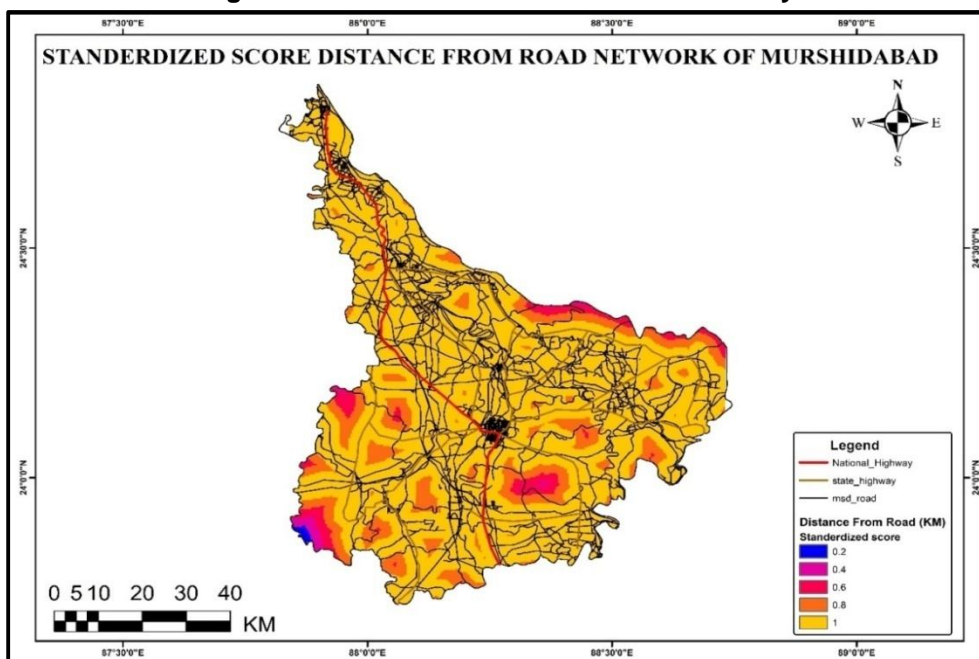 87°30'0"E 88°0'0"E 88°30'0"E 89°0'0"E
STANDERDIZED SCORE DISTANCE FROM ROAD NETWORK OF MURSHIDABAD
N
W E
S
24°30'0"N 24°30'0"N
24°0'0"N 24°0'0"N
Legend
National_Highway
state_highway
msd_road
Distance From Road (KM)
Standerdized score
0.2
0.4
0.6
0.8
1
0 5 10 20 30 40
KM
87°30'0"E 88°0'0"E 88°30'0"E 89°0'0"E